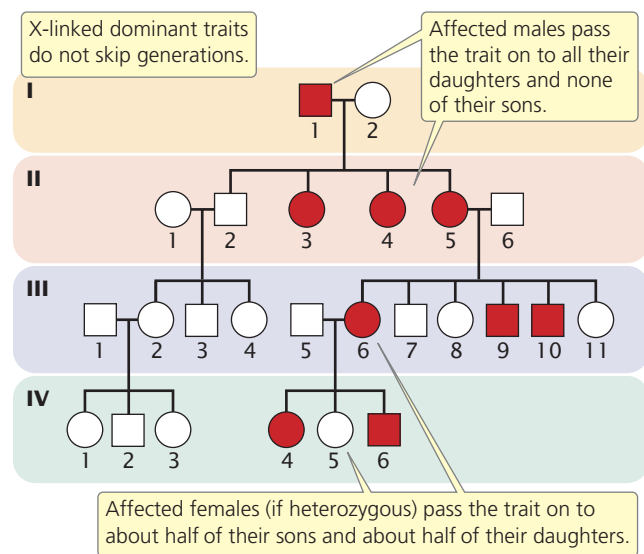 X-linked dominant traits
do not skip generations.
Affected males pass
the trait on to all their
daughters and none
of their sons.
I
1 2
II
1 2 3 4 5 6
III
1 2 3 4 5 6 7 8 9 10 11
IV
1 2 3 4 5 6
Affected females (if heterozygous) pass the trait on to
about half of their sons and about half of their daughters.